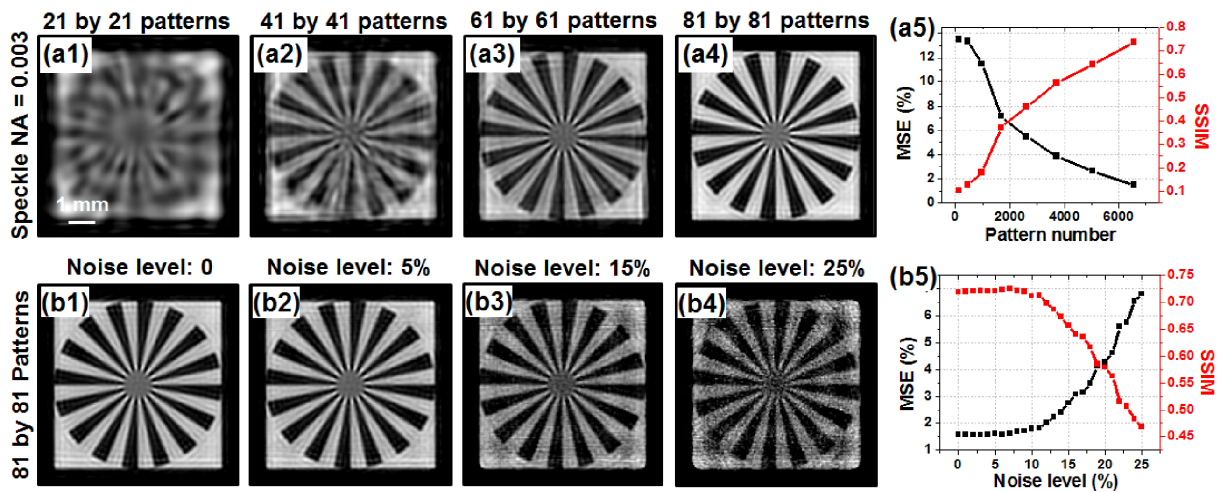 21 by 21 patterns
41 by 41 patterns
61 by 61 patterns
81 by 81 patterns
Speckle NA = 0.003
(a1)
1 mm
(a2)
(a3)
(a4)
(a5)
MSE (%)
14
12
10
8
6
4
2
0
0.8
0.7
0.6
0.5
0.4
0.3
0.2
0.1
SSIM
0
2000
4000
6000
Pattern number
Noise level: 0
Noise level: 5%
Noise level: 15%
Noise level: 25%
81 by 81 Patterns
(b1)
(b2)
(b3)
(b4)
(b5)
MSE (%)
6
5
4
3
2
1
0.75
0.70
0.65
0.60
0.55
0.50
0.45
SSIM
0
5
10
15
20
25
Noise level (%)